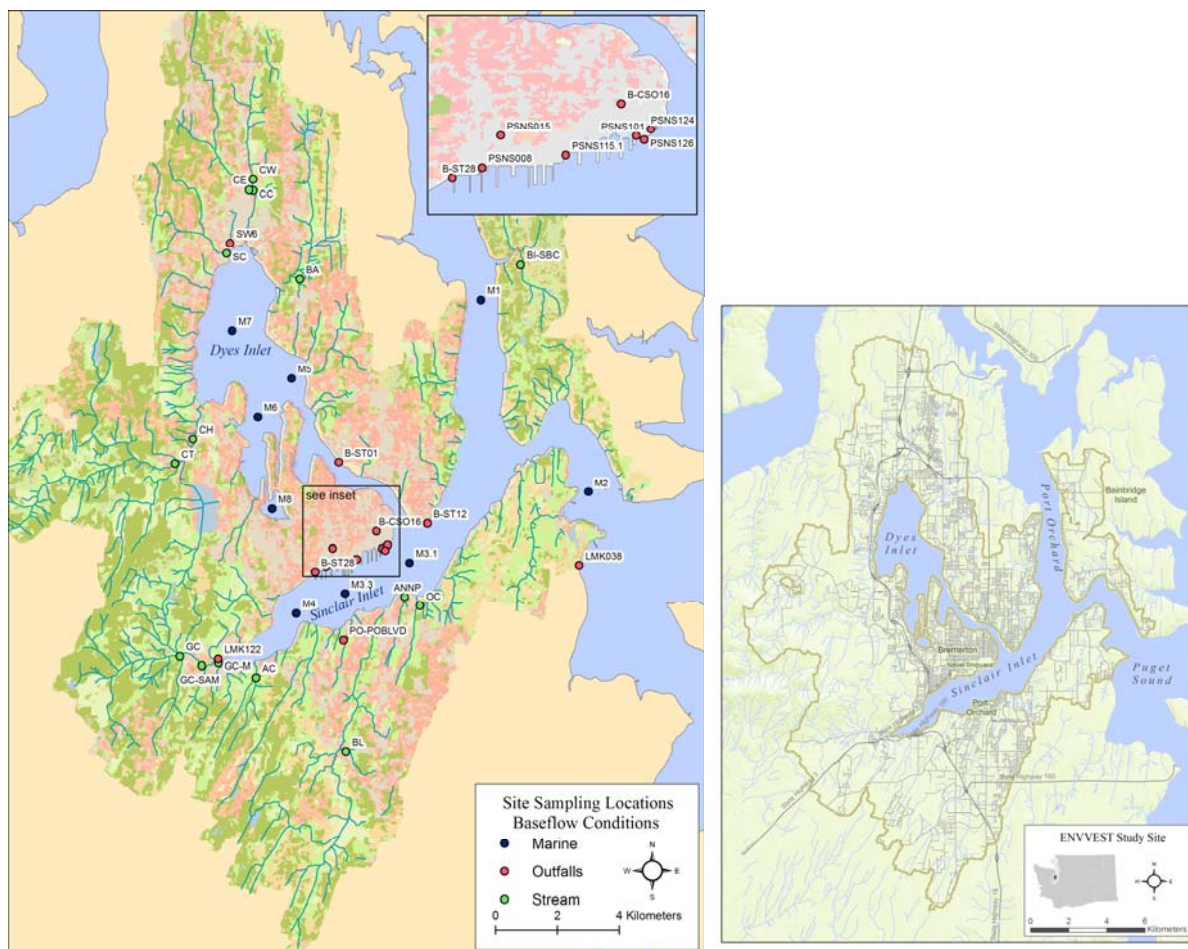 B-CSO16
PSNS015
PSNS101
PSNS124
PSNS126
PSNS115.1
PSNS008
B-ST28
CW
CE
CC
SW6
SC
BA
BI-SBC
M1
M7
Dyes Inlet
M5
M6
CH
CT
B-ST01
see inset
M2
M8
B-CSO16
B-ST12
B-ST28
M3.1
LMK038
M3.3
ANNP
OC
M4
Sinclair Inlet
PO-POBLVD
GC
LMK122
GC-M
AC
GC-SAM
BL
Site Sampling Locations
Baseflow Conditions
Marine
Outfalls
Stream
N
W
E
S
0 2 4 Kilometers
Bainbridge
Island
Port Orchard
Dyes
Inlet
Bremerton
Naval Shipyard
Sinclair Inlet
Puget
Sound
Port
Orchard
State Highway 160
ENVVEST Study Site
N
W
E
S
0 2 4 6
Kilometers